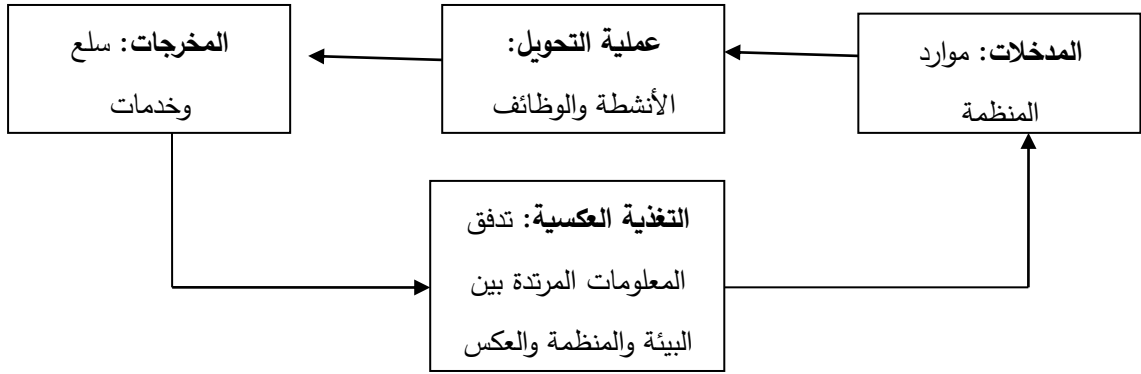 المدخلات: موارد
المنظمة
عملية التحويل:
الأنشطة والوظائف
المخرجات: سلع
وخدمات
التغذية العكسية: تدفق
المعلومات المرتدة بين
البيئة والمنظمة والعكس